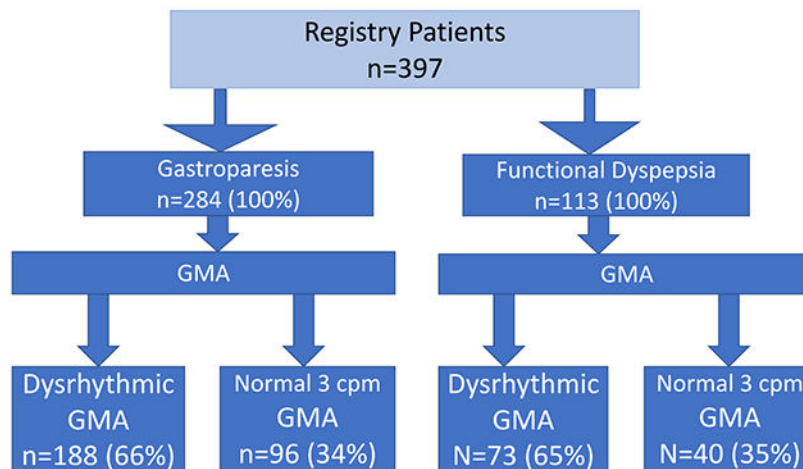 Registry Patients
n=397
Gastroparesis
n=284 (100%)
Functional Dyspepsia
n=113 (100%)
GMA
GMA
Dysrhythmic
GMA
n=188 (66%)
Normal 3 cpm
GMA
n=96 (34%)
Dysrhythmic
GMA
N=73 (65%)
Normal 3 cpm
GMA
N=40 (35%)